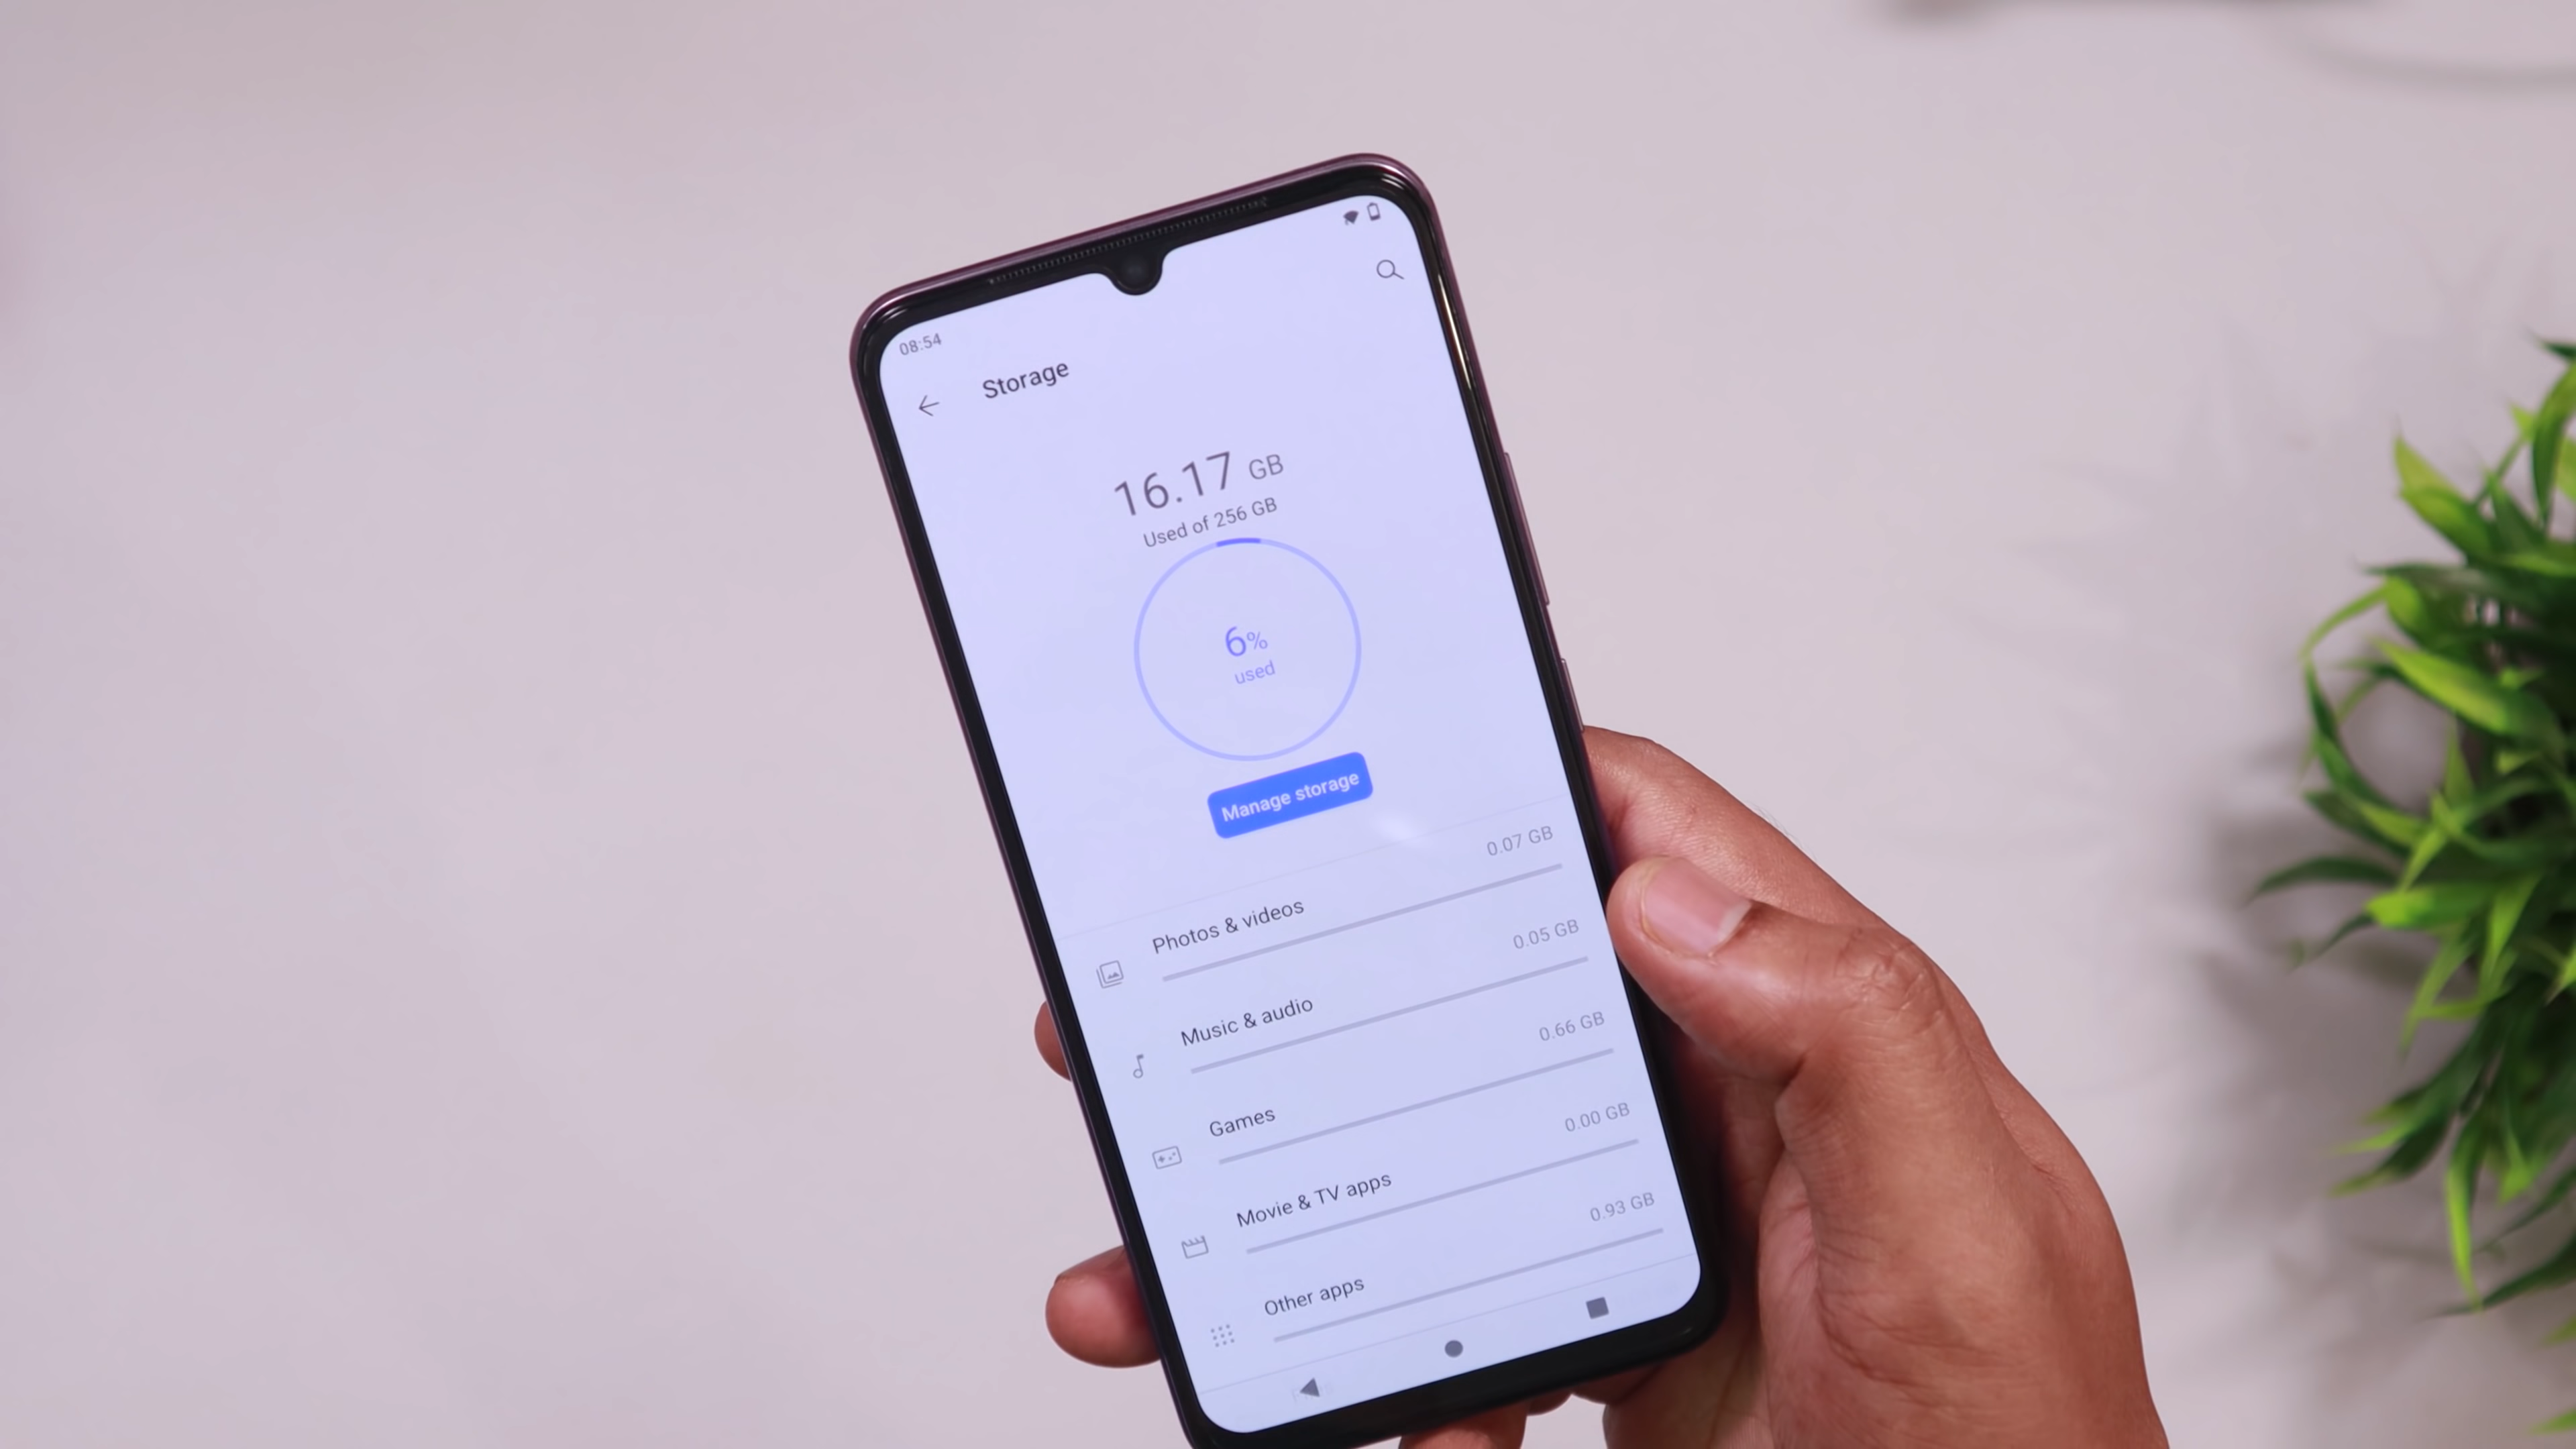 08:54
Storage
16.17 GB
Used of 256 GB
6%
used
Manage storage
Photos & videos 0.07 GB
Music & audio 0.05 GB
Games 0.66 GB
Movie & TV apps 0.00 GB
Other apps 0.93 GB